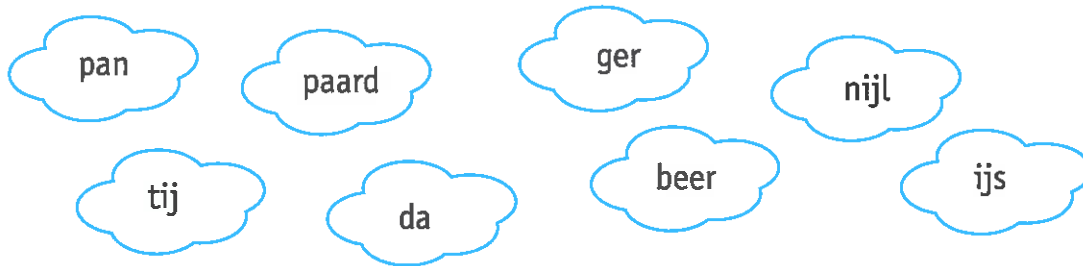 pan
paard
ger
nijl
tij
da
beer
ijs